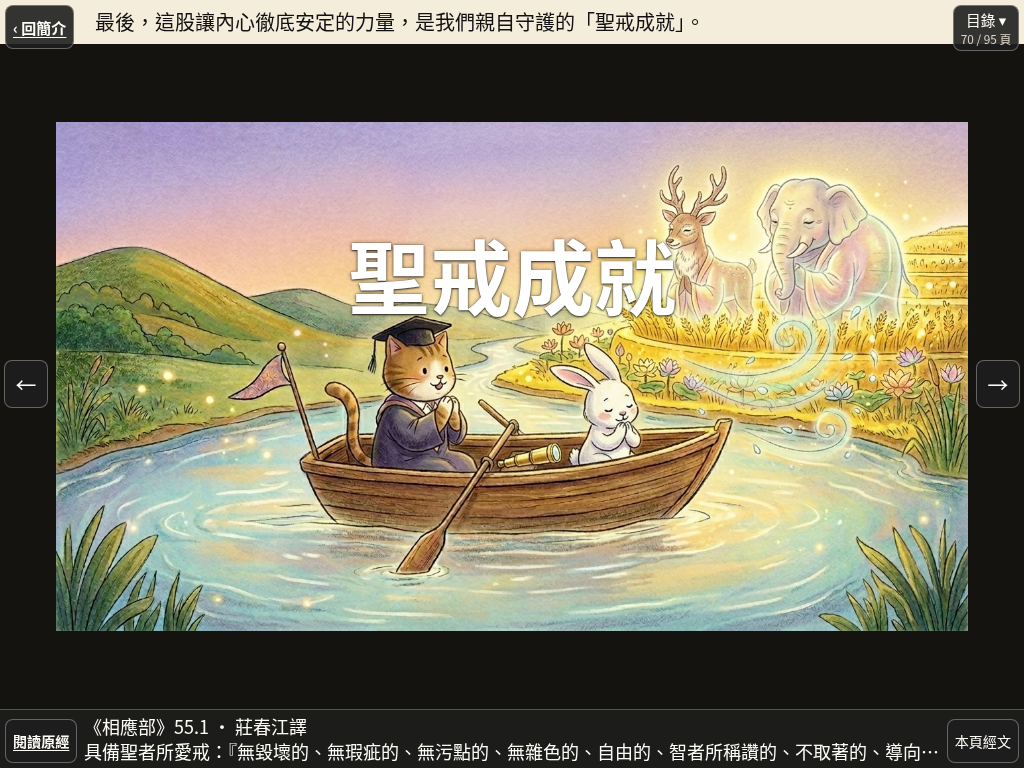 ‹ 回簡介
最後，這股讓內心徹底安定的力量，是我們親自守護的「聖戒成就」。
目錄 ▾
70 / 95 頁
聖戒成就
←
→
閱讀原經
《相應部》55.1 · 莊春江譯
具備聖者所愛戒：『無毀壞的、無瑕疵的、無污點的、無雜色的、自由的、智者所稱讚的、不取著的、導向⋯
本頁經文